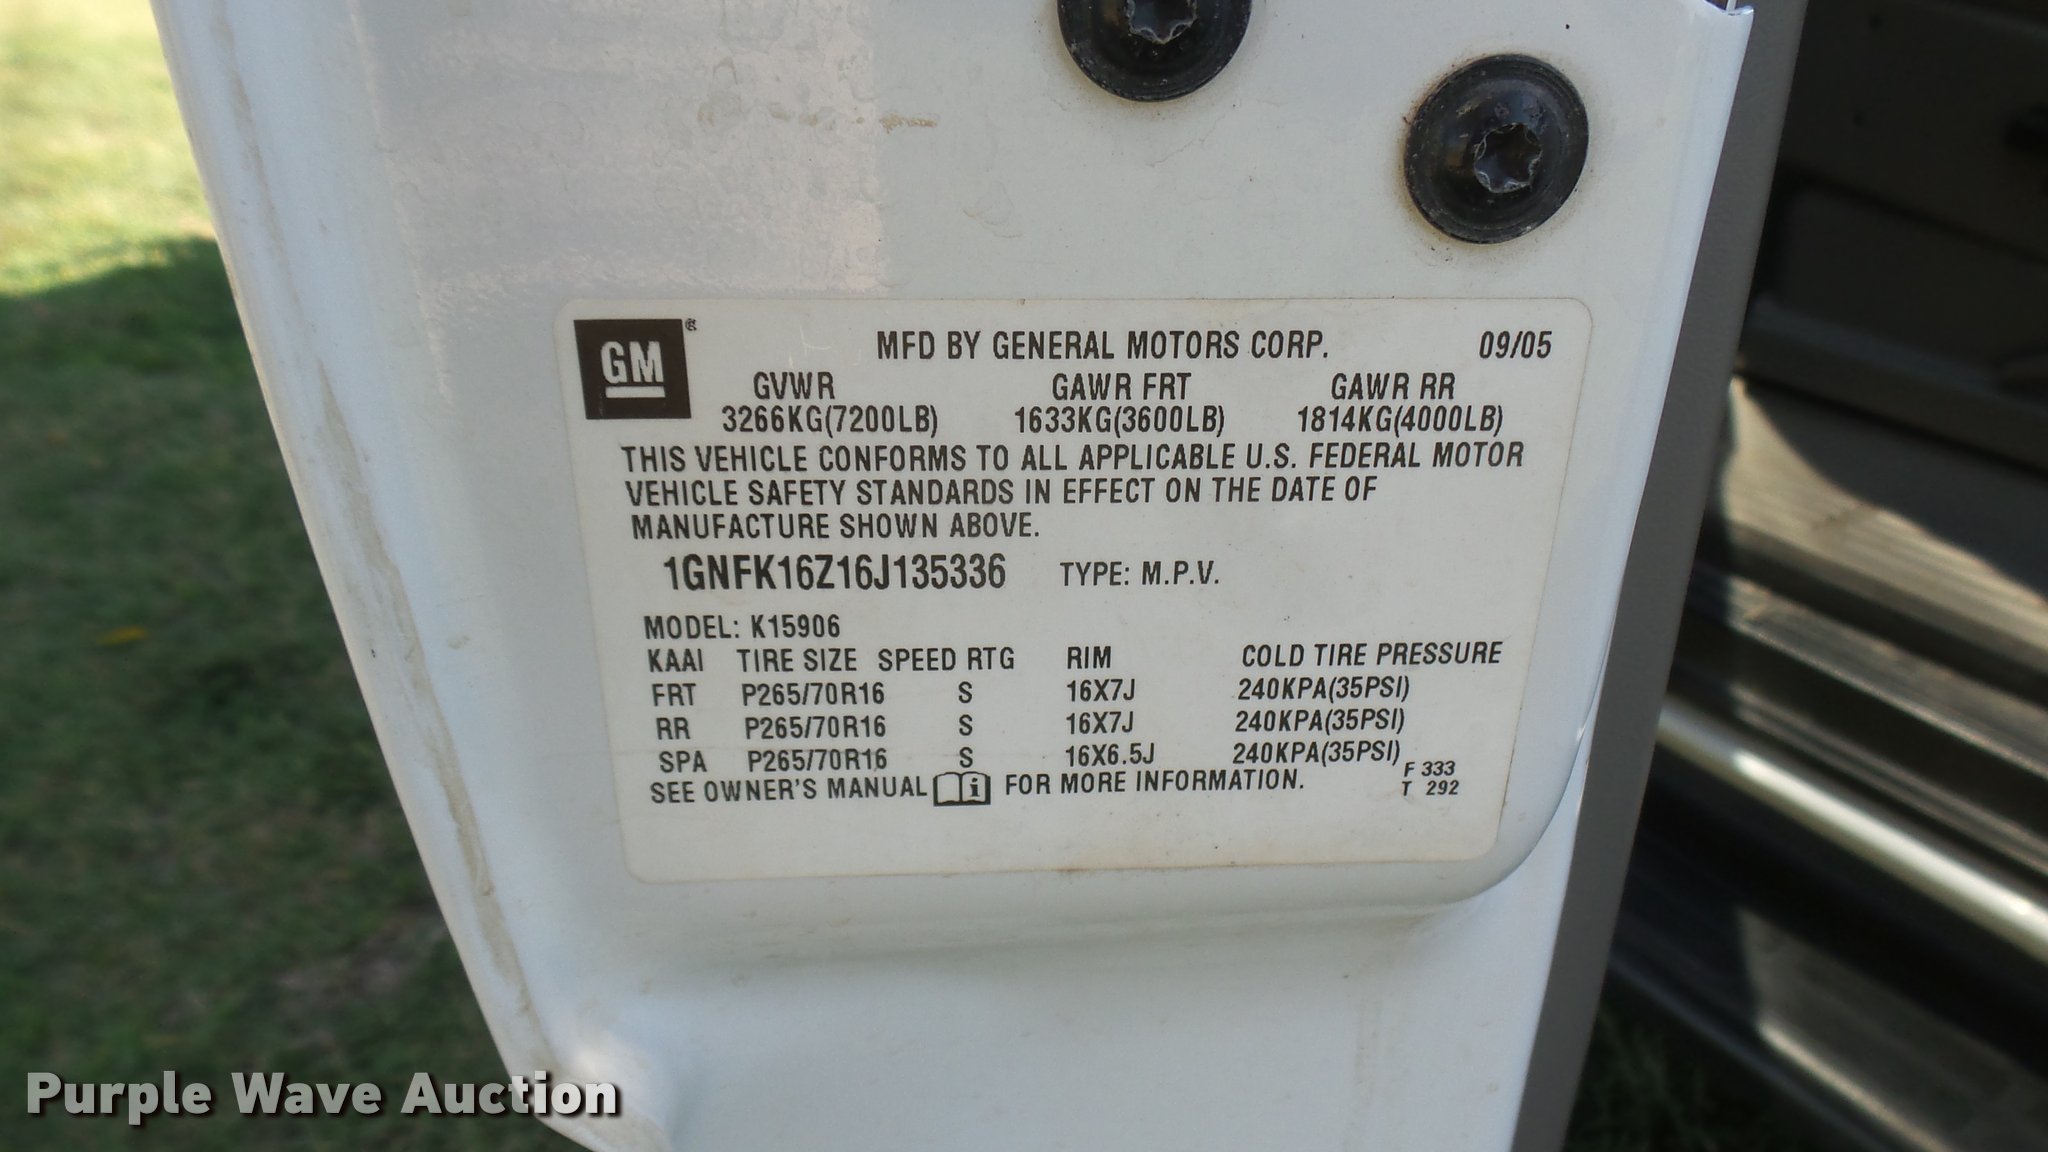 GM ®
MFD BY GENERAL MOTORS CORP. 09/05
GVWR GAWR FRT GAWR RR
3266KG(7200LB) 1633KG(3600LB) 1814KG(4000LB)
THIS VEHICLE CONFORMS TO ALL APPLICABLE U.S. FEDERAL MOTOR
VEHICLE SAFETY STANDARDS IN EFFECT ON THE DATE OF
MANUFACTURE SHOWN ABOVE.
1GNFK16Z16J135336 TYPE: M.P.V.
MODEL: K15906
KAAI TIRE SIZE SPEED RTG RIM COLD TIRE PRESSURE
FRT P265/70R16 S 16X7J 240KPA(35PSI)
RR P265/70R16 S 16X7J 240KPA(35PSI)
SPA P265/70R16 S 16X6.5J 240KPA(35PSI)
SEE OWNER'S MANUAL i FOR MORE INFORMATION.
F 333
T 292
Purple Wave Auction